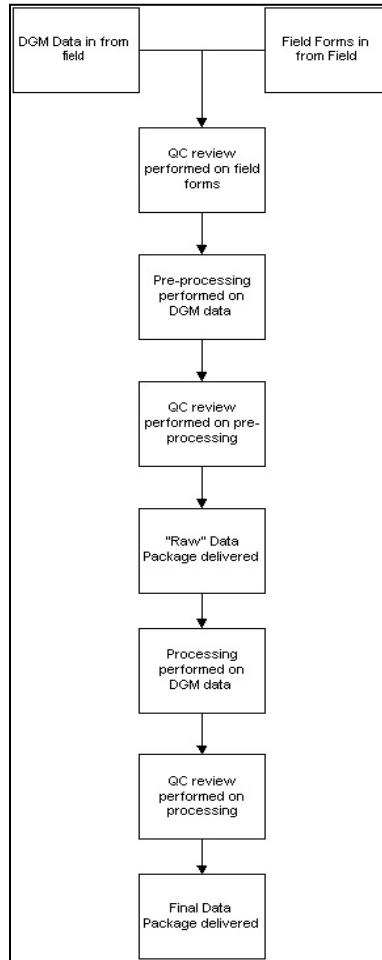 DGM Data in from
field
Field Forms in
from Field
QC review
performed on field
forms
Pre-processing
performed on
DGM data
QC review
performed on pre-
processing
"Raw" Data
Package delivered
Processing
performed on
DGM data
QC review
performed on
processing
Final Data
Package delivered